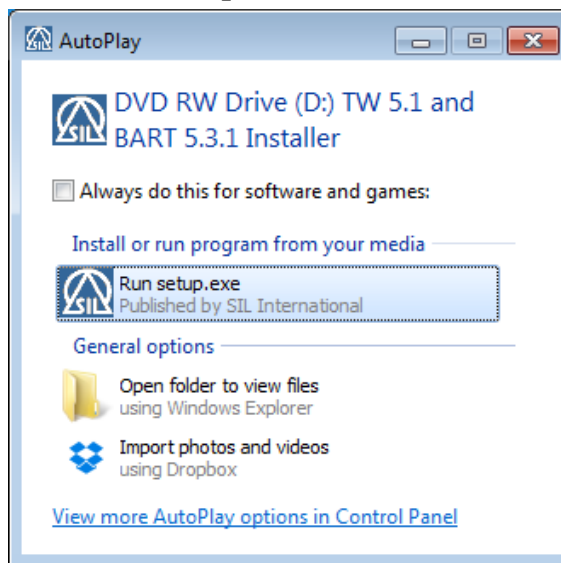 AutoPlay
DVD RW Drive (D:) TW 5.1 and
BART 5.3.1 Installer
SIL
Always do this for software and games:
Install or run program from your media
Run setup.exe
Published by SIL International
SIL
General options
Open folder to view files
using Windows Explorer
Import photos and videos
using Dropbox
View more AutoPlay options in Control Panel